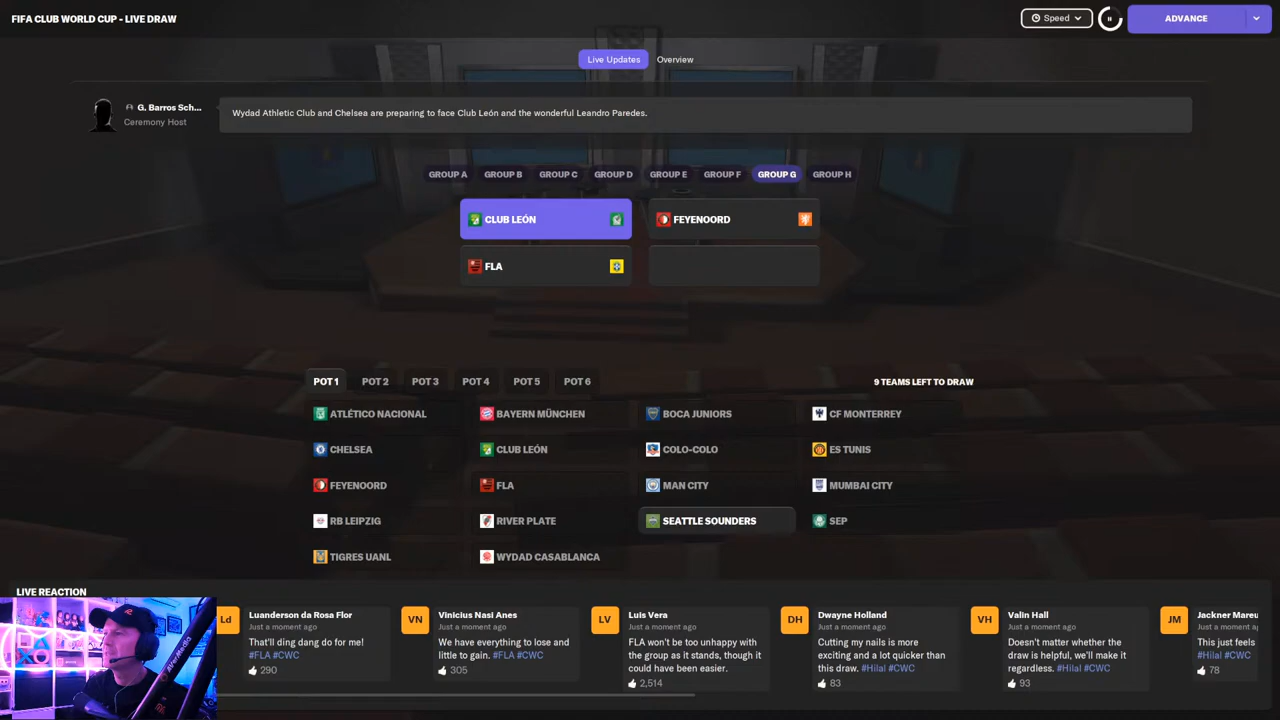 FIFA CLUB WORLD CUP - LIVE DRAW
Speed
ADVANCE
Live Updates
Overview
G. Barros Sch...
Ceremony Host
Wydad Athletic Club and Chelsea are preparing to face Club León and the wonderful Leandro Paredes.
GROUP A GROUP B GROUP C GROUP D GROUP E GROUP F GROUP G GROUP H
CLUB LEÓN
FEYENOORD
FLA
POT 1 POT 2 POT 3 POT 4 POT 5 POT 6
9 TEAMS LEFT TO DRAW
ATLÉTICO NACIONAL BAYERN MÜNCHEN BOCA JUNIORS CF MONTERREY
CHELSEA CLUB LEÓN COLO-COLO ES TUNIS
FEYENOORD FLA MAN CITY MUMBAI CITY
RB LEIPZIG RIVER PLATE SEATTLE SOUNDERS SEP
TIGRES UANL WYDAD CASABLANCA
LIVE REACTION
Ld
Luanderson da Rosa Flor
Just a moment ago
That'll ding dang do for me!
#FLA #CWC
290
VN
Vinicius Nasi Anes
Just a moment ago
We have everything to lose and
little to gain. #FLA #CWC
305
LV
Luis Vera
Just a moment ago
FLA won't be too unhappy with
the group as it stands, though it
could have been easier.
2,514
DH
Dwayne Holland
Just a moment ago
Cutting my nails is more
exciting and a lot quicker than
this draw. #Hilal #CWC
83
VH
Valin Hall
Just a moment ago
Doesn't matter whether the
draw is helpful, we'll make it
regardless. #Hilal #CWC
93
JM
Jackner Mareu
Just a moment ago
This just feels
#Hilal #CWC
78